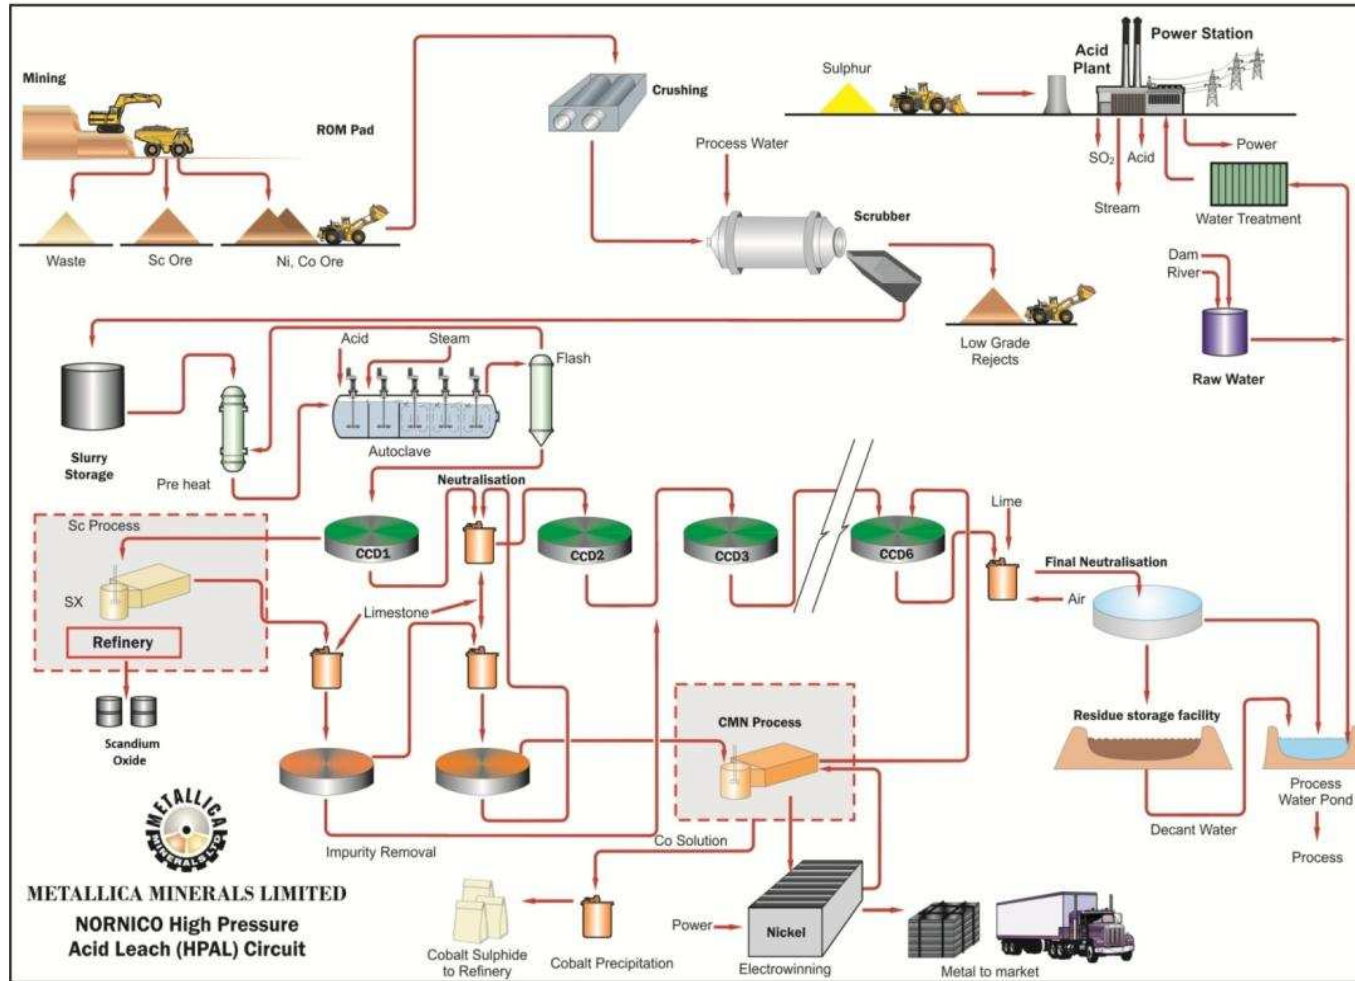 Mining
ROM Pad
Waste
Sc Ore
Ni, Co Ore
Crushing
Process Water
Scrubber
Low Grade
Rejects
Sulphur
Acid
Plant
Power Station
SO₂
Acid
Stream
Power
Water Treatment
Dam
River
Raw Water
Slurry
Storage
Pre heat
Acid
Steam
Autoclave
Flash
Neutralisation
CCD1
CCD2
CCD3
CCD6
Lime
Air
Final Neutralisation
Sc Process
SX
Refinery
Scandium
Oxide
Limestone
Impurity Removal
CMN Process
Co Solution
Residue storage facility
Decant Water
Process
Water Pond
Process
Cobalt Sulphide
to Refinery
Cobalt Precipitation
Power
Nickel
Electrowinning
Metal to market
METALLICA
MINERALS LTD
METALLICA MINERALS LIMITED
NORNICO High Pressure
Acid Leach (HPAL) Circuit